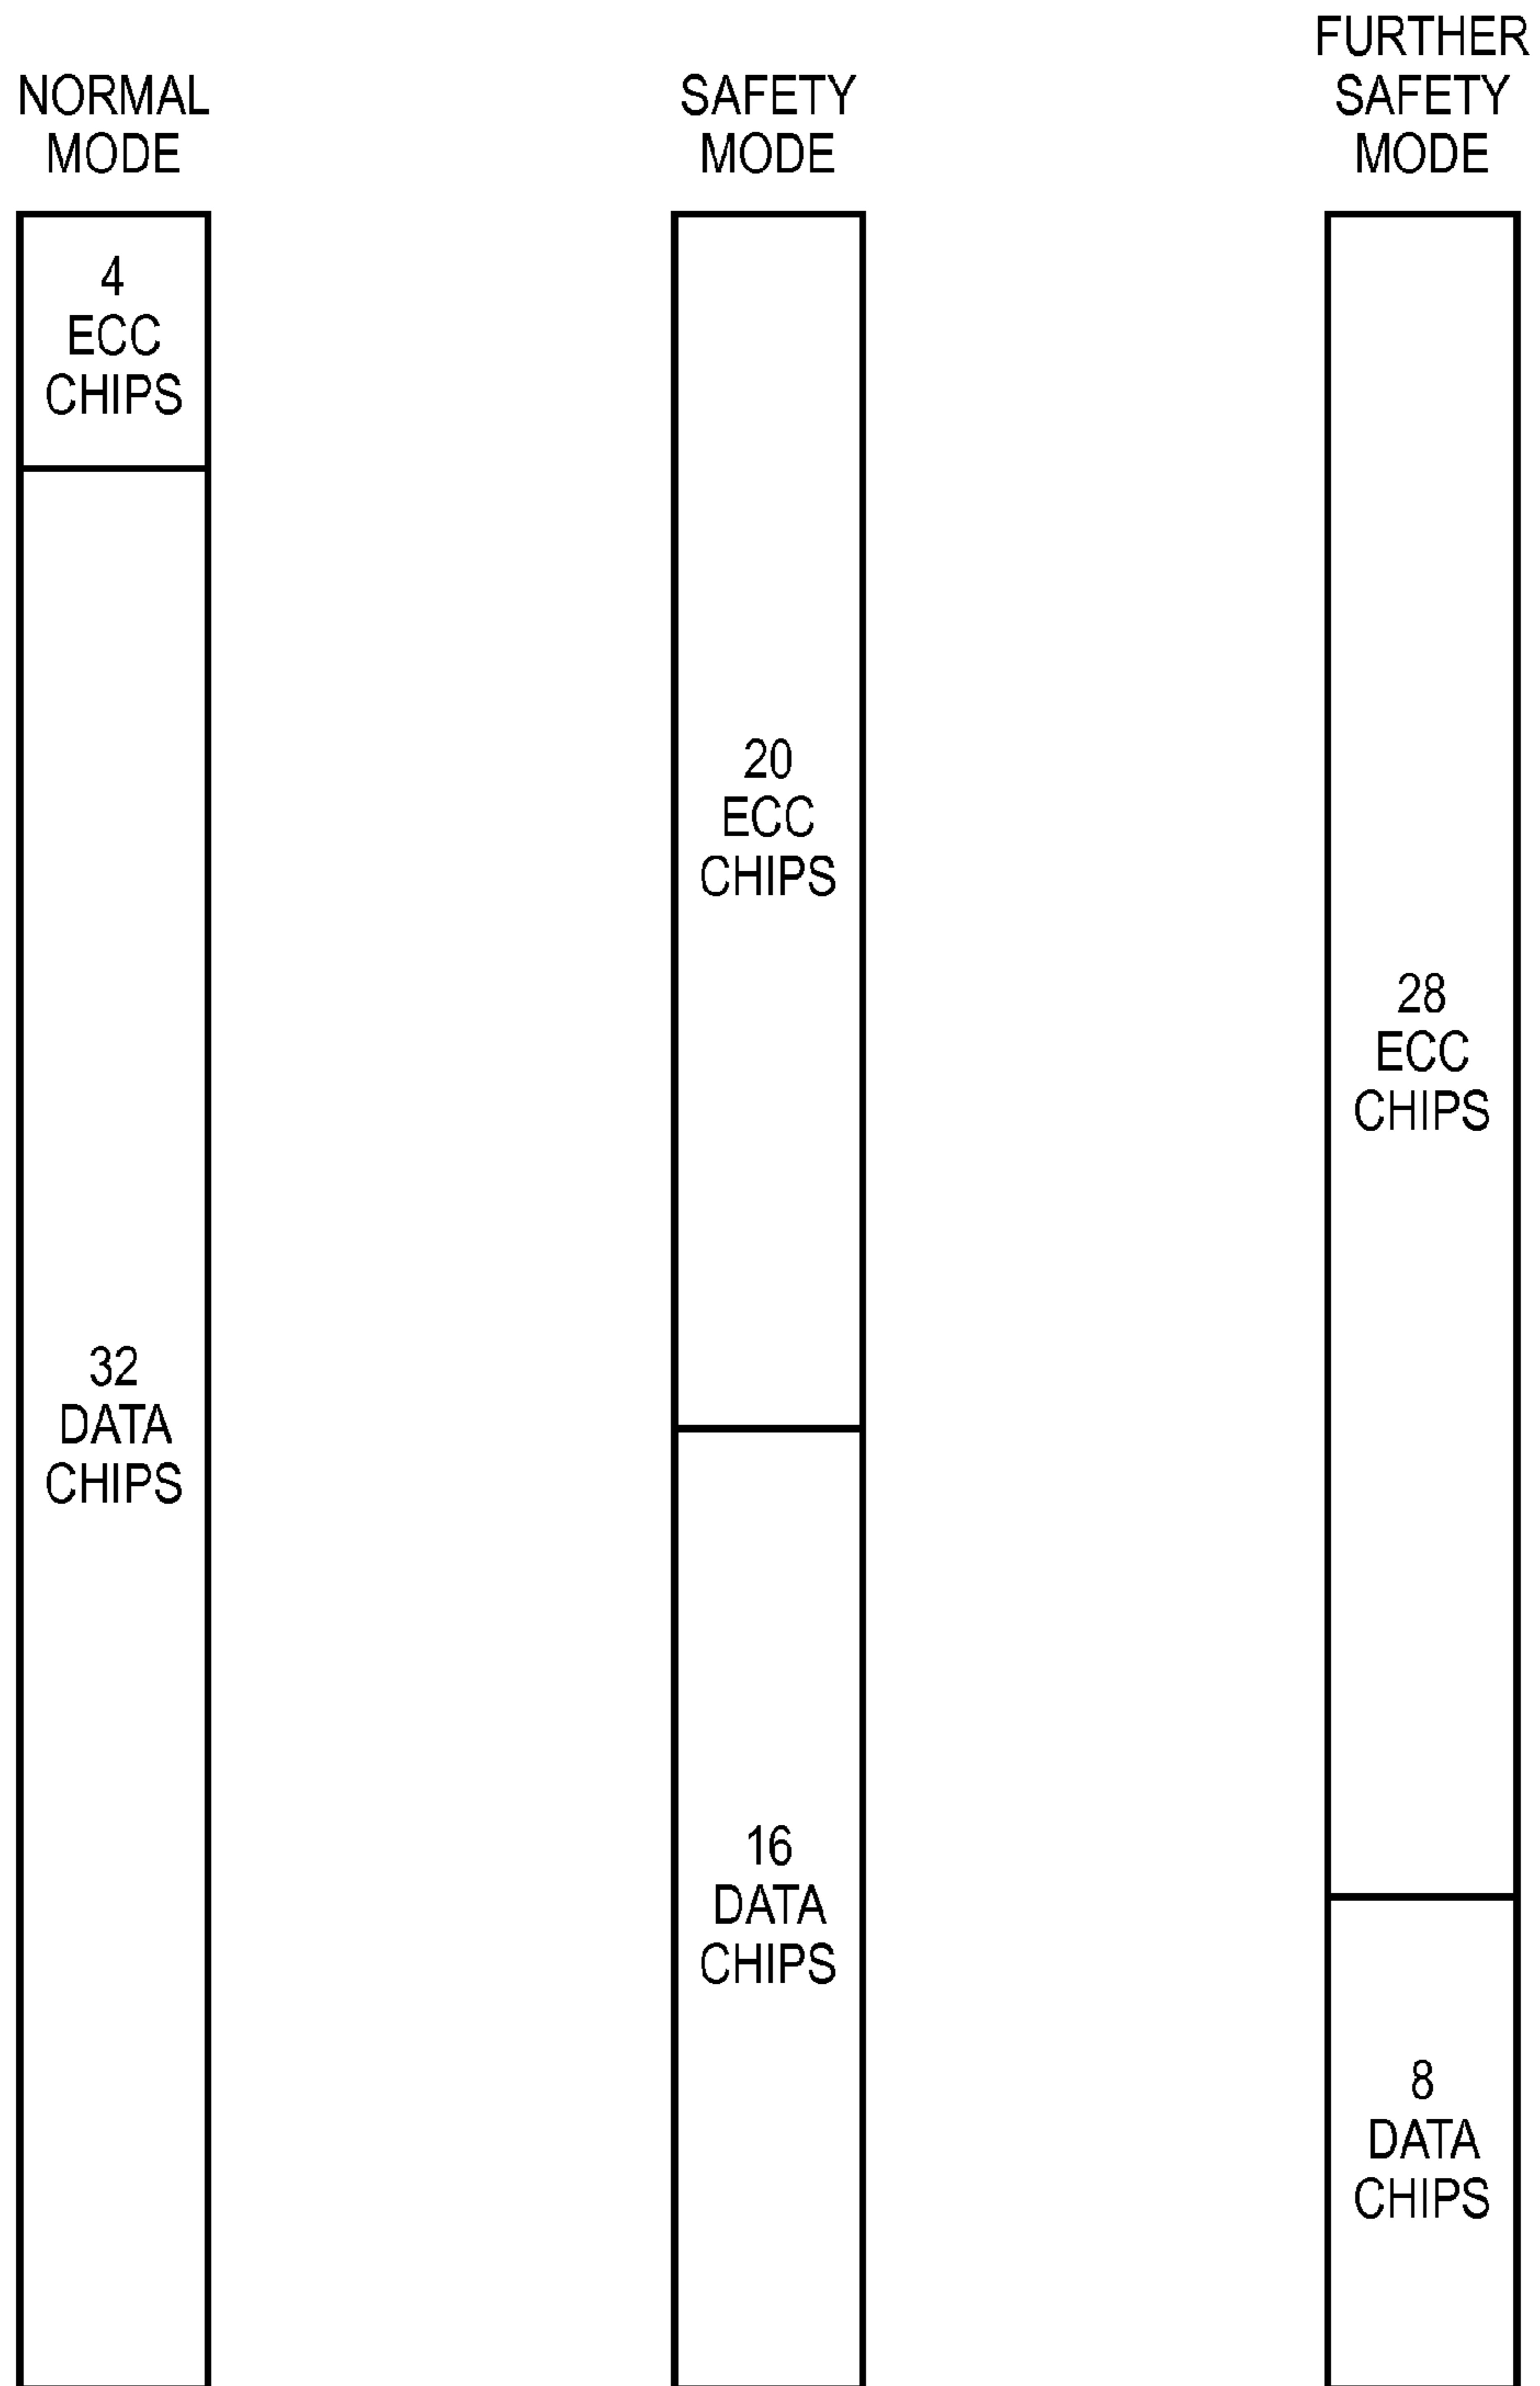 NORMAL
MODE
4
ECC
CHIPS
32
DATA
CHIPS
SAFETY
MODE
20
ECC
CHIPS
16
DATA
CHIPS
FURTHER
SAFETY
MODE
28
ECC
CHIPS
8
DATA
CHIPS